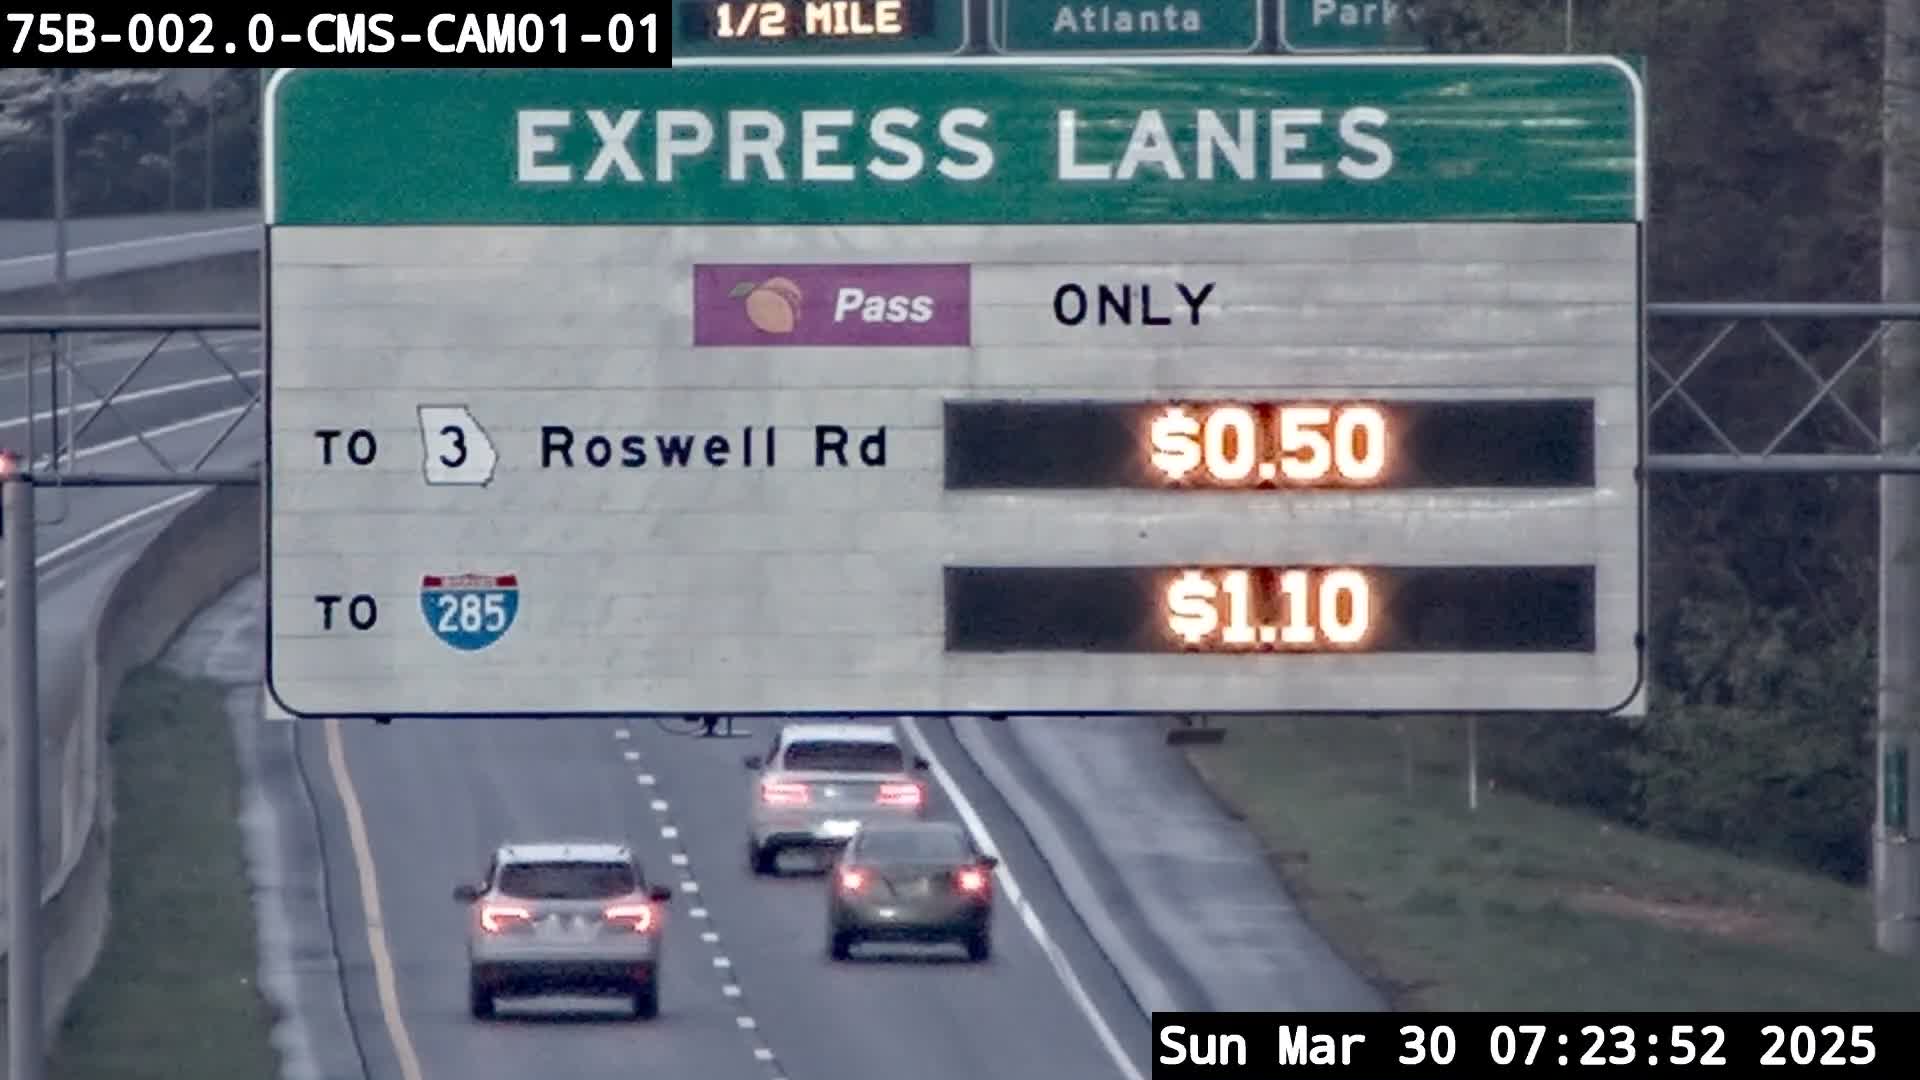 75B-002.0-CMS-CAM01-01
1/2 MILE
Atlanta
EXPRESS LANES
Pass ONLY
TO 3 Roswell Rd $0.50
TO 285 $1.10
Sun Mar 30 07:23:52 2025